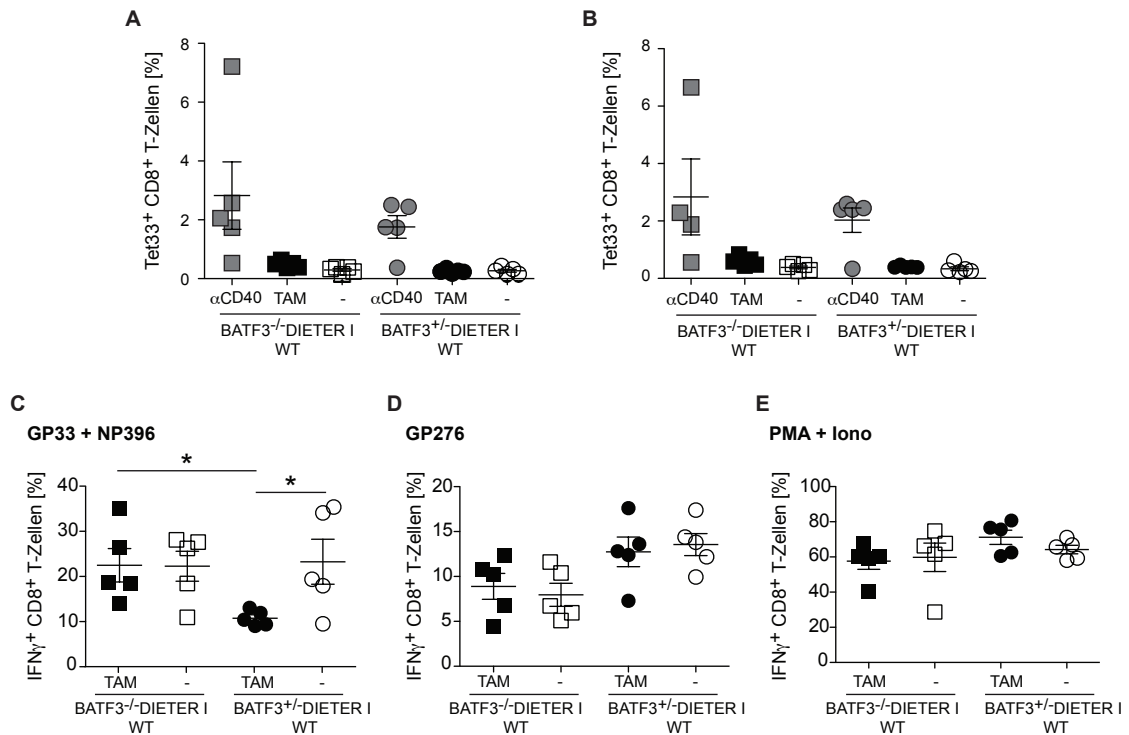 A
B
Tet33+ CD8+ T-Zellen [%]
8
6
4
2
0
αCD40 TAM - αCD40 TAM -
BATF3-/-DIETER I BATF3+/-DIETER I
WT WT
Tet33+ CD8+ T-Zellen [%]
8
6
4
2
0
αCD40 TAM - αCD40 TAM -
BATF3-/-DIETER I BATF3+/-DIETER I
WT WT
C
GP33 + NP396
IFNγ+ CD8+ T-Zellen [%]
40
30
20
10
0
* *
TAM - TAM -
BATF3-/-DIETER I BATF3+/-DIETER I
WT WT
D
GP276
IFNγ+ CD8+ T-Zellen [%]
20
15
10
5
0
TAM - TAM -
BATF3-/-DIETER I BATF3+/-DIETER I
WT WT
E
PMA + Iono
IFNγ+ CD8+ T-Zellen [%]
100
80
60
40
20
0
TAM - TAM -
BATF3-/-DIETER I BATF3+/-DIETER I
WT WT